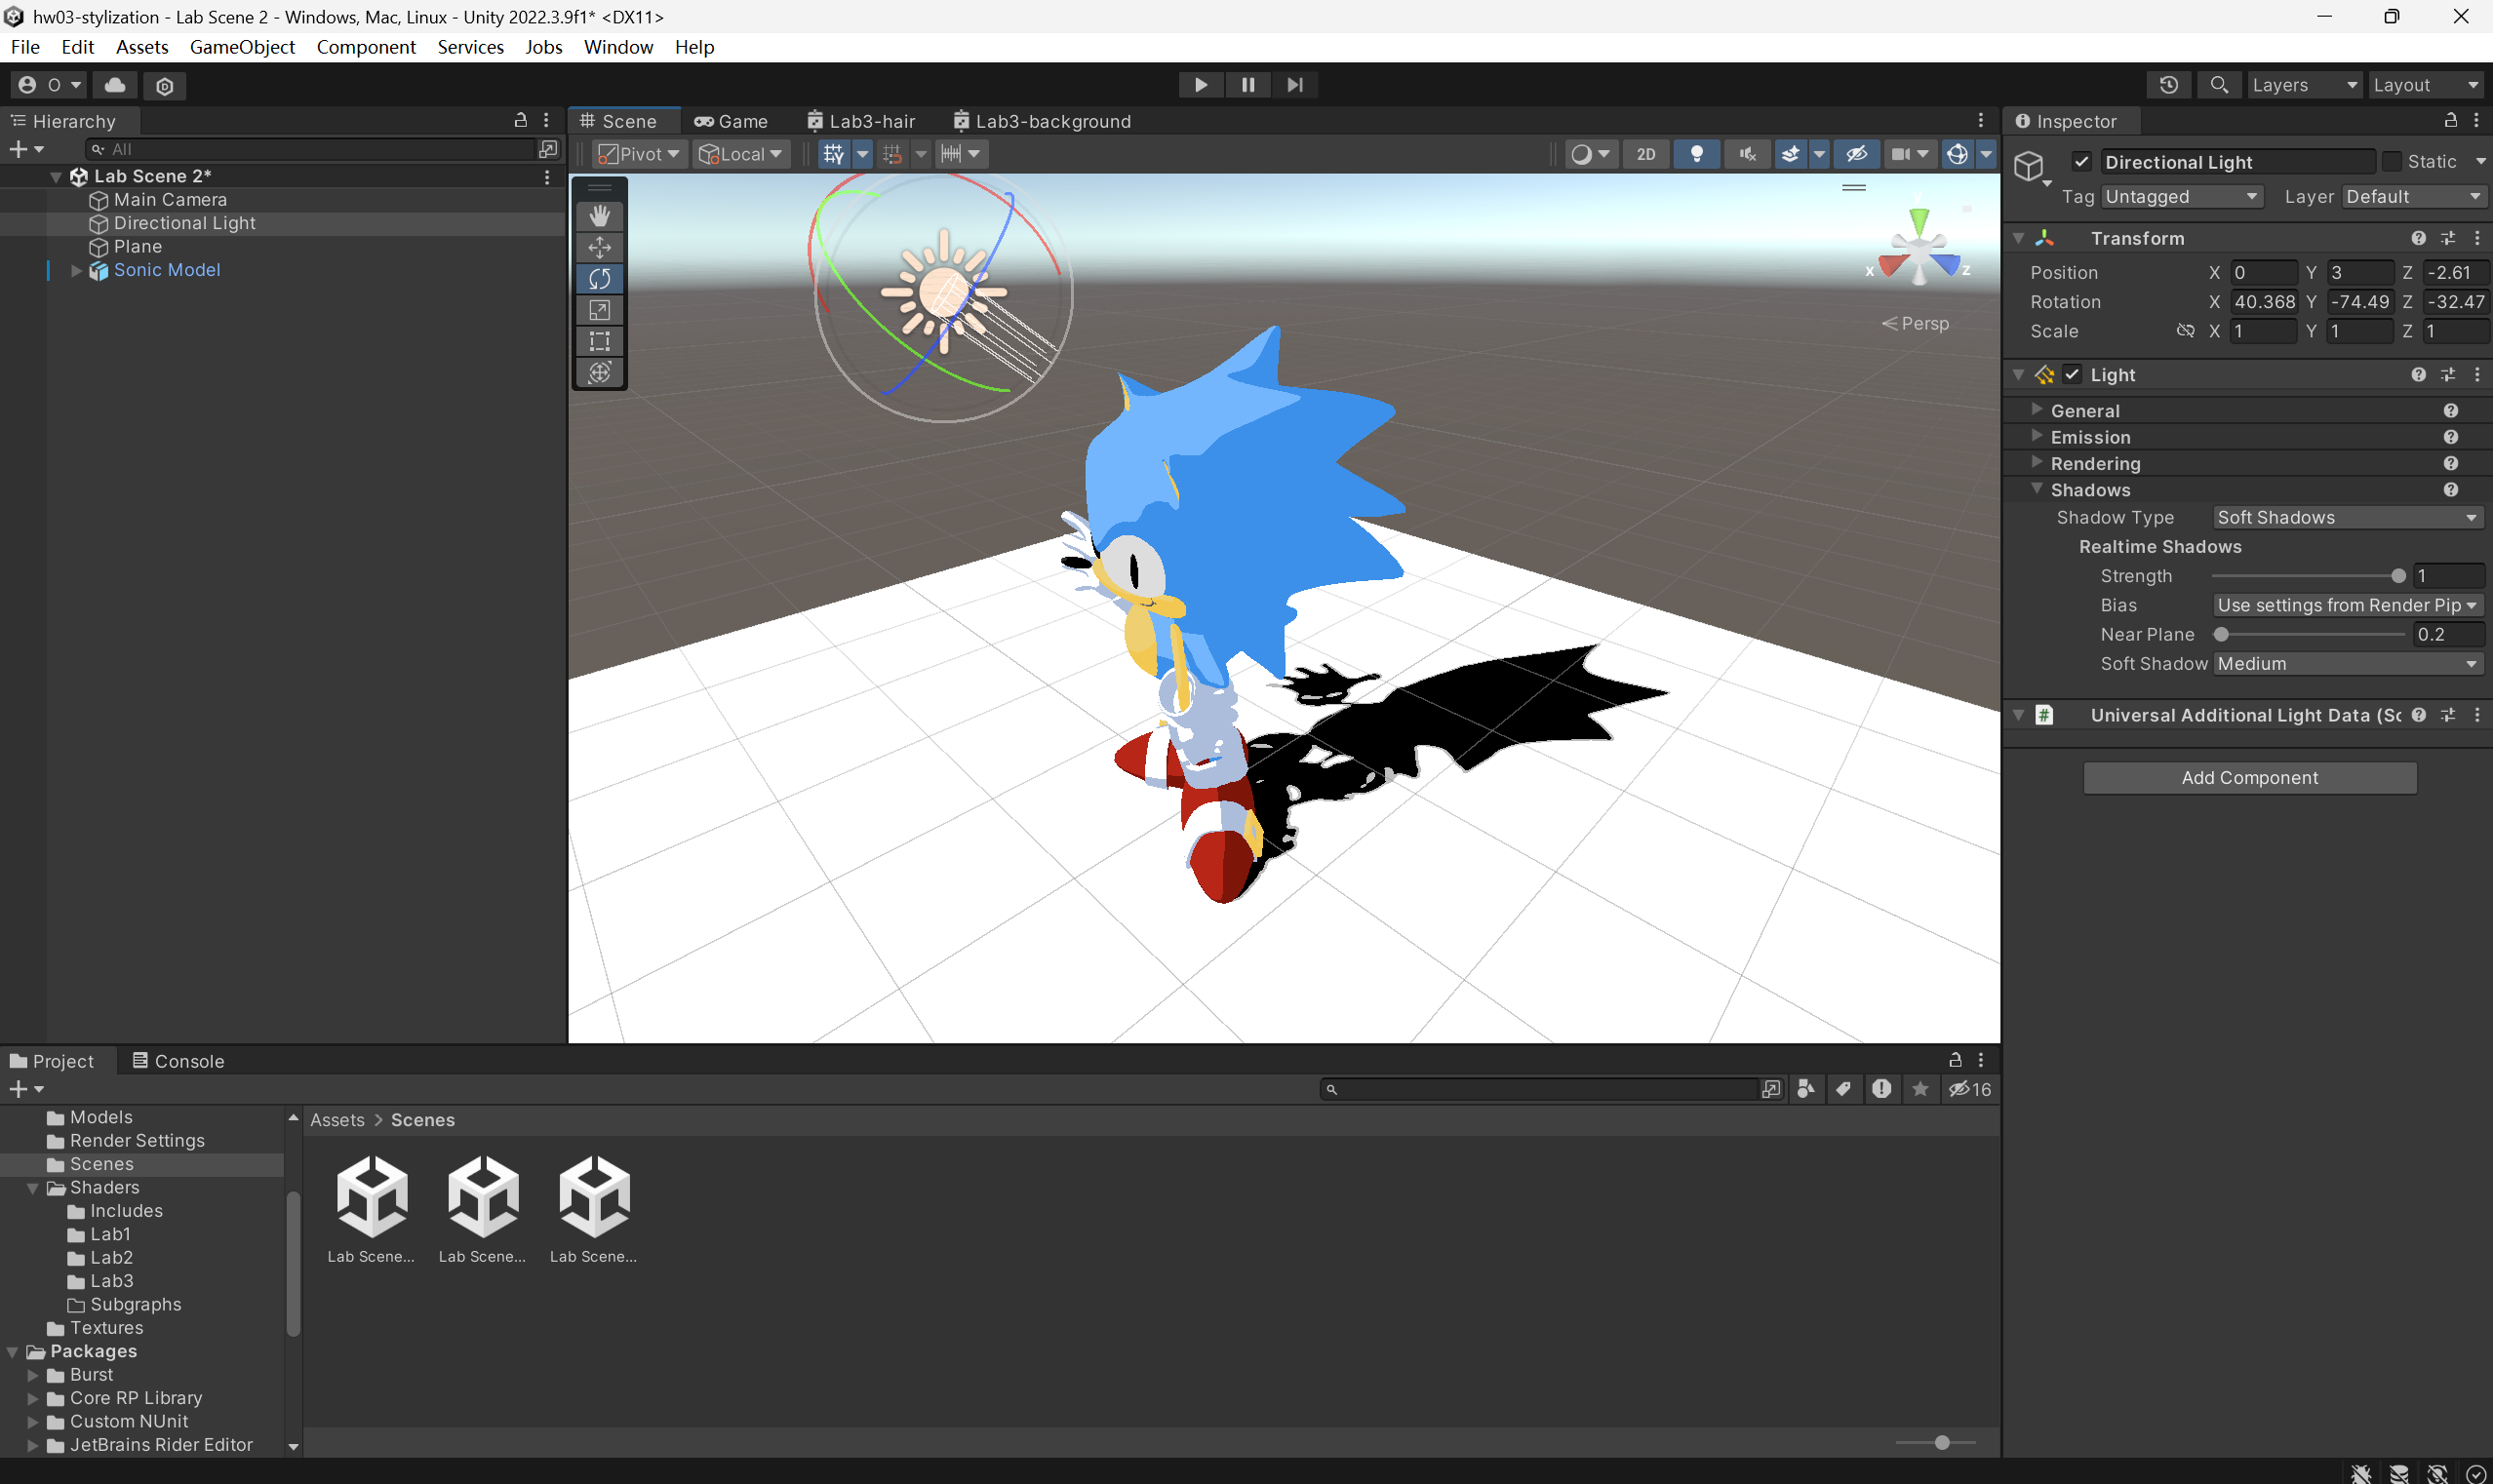 hw03-stylization - Lab Scene 2 - Windows, Mac, Linux - Unity 2022.3.9f1* <DX11>
File Edit Assets GameObject Component Services Jobs Window Help
O Layers Layout
Hierarchy
All
Lab Scene 2*
Main Camera
Directional Light
Plane
Sonic Model
Scene Game Lab3-hair Lab3-background
Pivot Local 2D
Y
X Z
Persp
Inspector
Directional Light Static
Tag Untagged Layer Default
Transform
Position X 0 Y 3 Z -2.61
Rotation X 40.368 Y -74.49 Z -32.47
Scale X 1 Y 1 Z 1
Light
General
Emission
Rendering
Shadows
Shadow Type Soft Shadows
Realtime Shadows
Strength 1
Bias Use settings from Render Pip
Near Plane 0.2
Soft Shadow Medium
# Universal Additional Light Data (Sc
Add Component
Project Console
16
Models
Render Settings
Scenes
Shaders
Includes
Lab1
Lab2
Lab3
Subgraphs
Textures
Packages
Burst
Core RP Library
Custom NUnit
JetBrains Rider Editor
Assets > Scenes
Lab Scene... Lab Scene... Lab Scene...